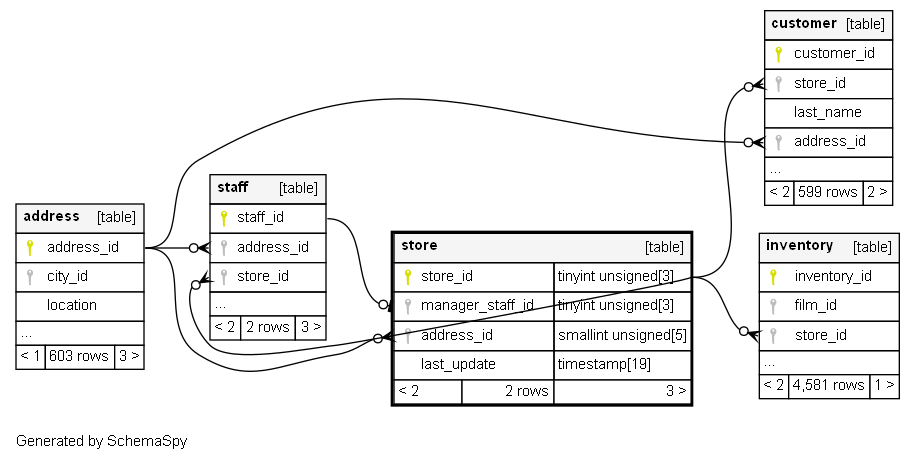 customer [table]
customer_id
store_id
last_name
address_id
...
< 2 599 rows 2 >
staff [table]
staff_id
address_id
store_id
...
< 2 2 rows 3 >
address [table]
address_id
city_id
location
...
< 1 603 rows 3 >
store [table]
store_id tinyint unsigned[3]
manager_staff_id tinyint unsigned[3]
address_id smallint unsigned[5]
last_update timestamp[19]
< 2 2 rows 3 >
inventory [table]
inventory_id
film_id
store_id
...
< 2 4,581 rows 1 >
Generated by SchemaSpy